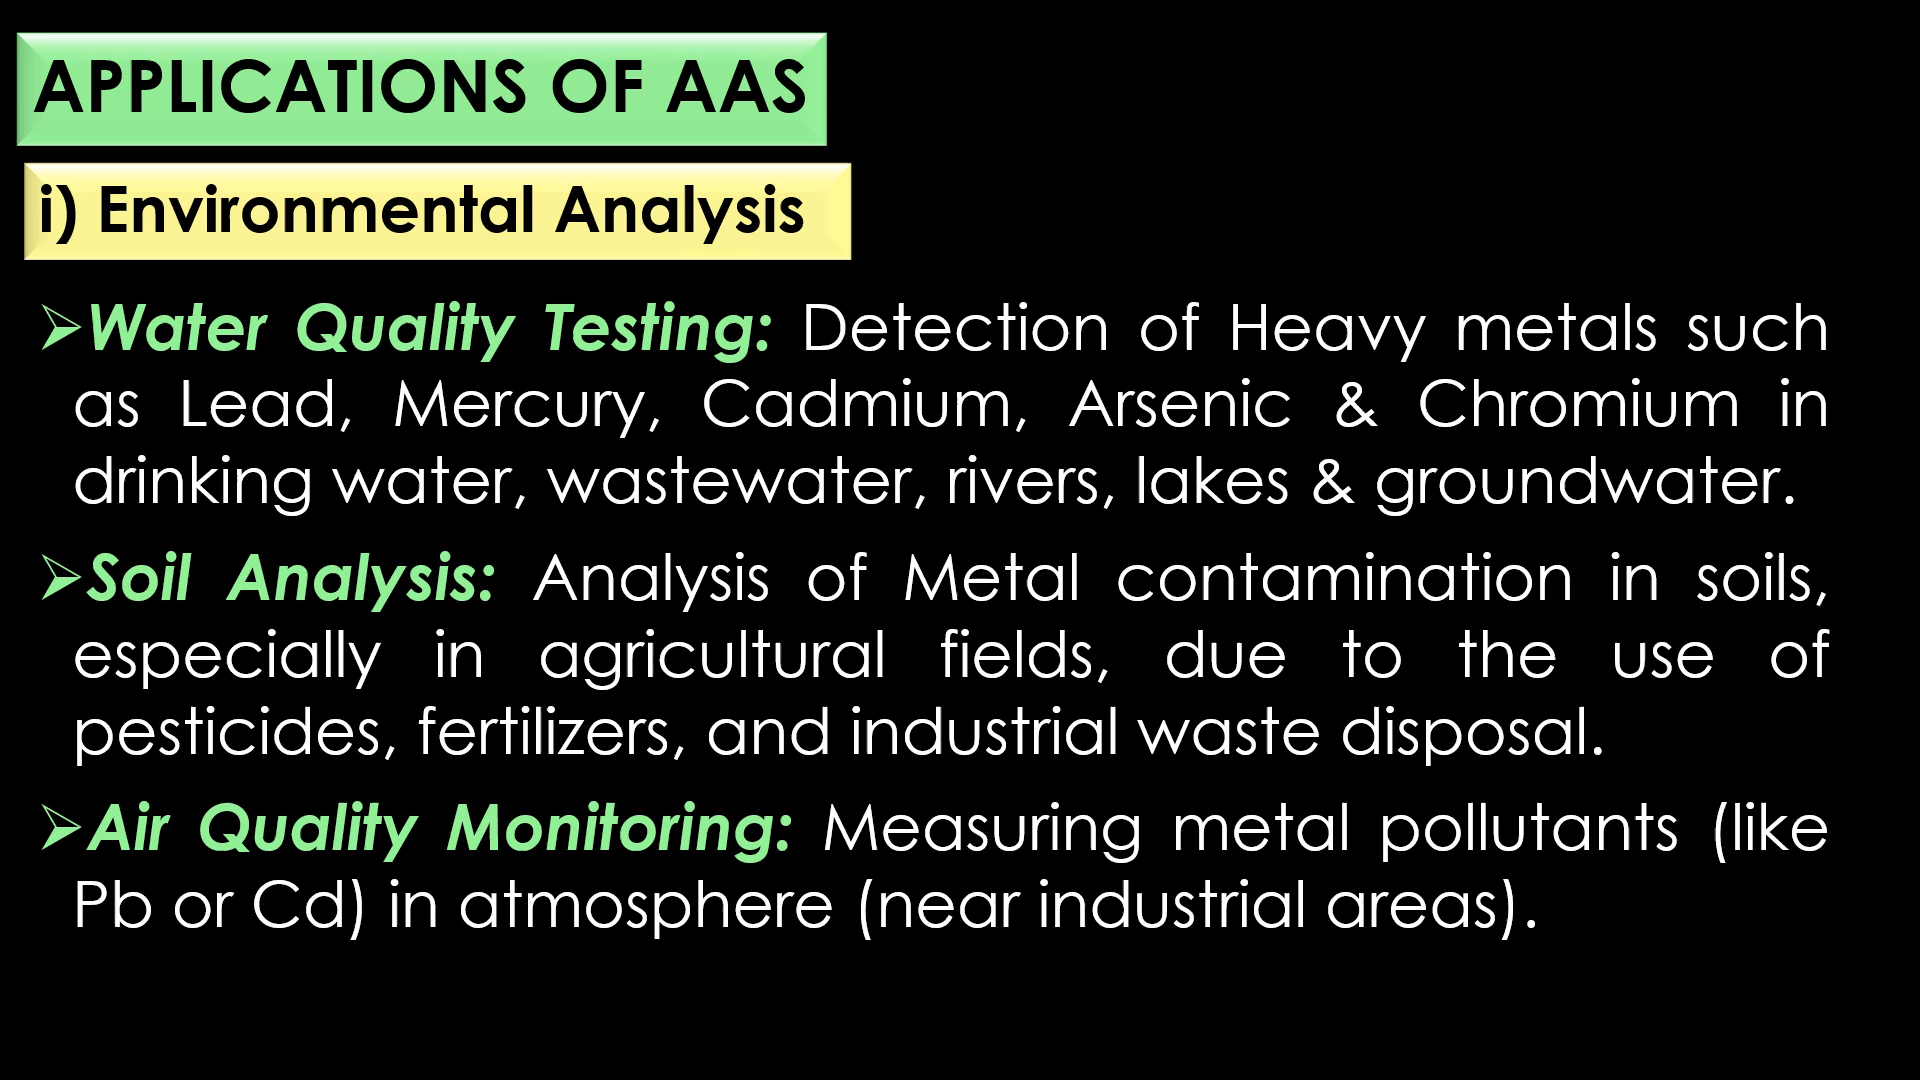 APPLICATIONS OF AAS
i) Environmental Analysis
➢Water Quality Testing: Detection of Heavy metals such
as Lead, Mercury, Cadmium, Arsenic & Chromium in
drinking water, wastewater, rivers, lakes & groundwater.
➢Soil Analysis: Analysis of Metal contamination in soils,
especially in agricultural fields, due to the use of
pesticides, fertilizers, and industrial waste disposal.
➢Air Quality Monitoring: Measuring metal pollutants (like
Pb or Cd) in atmosphere (near industrial areas).